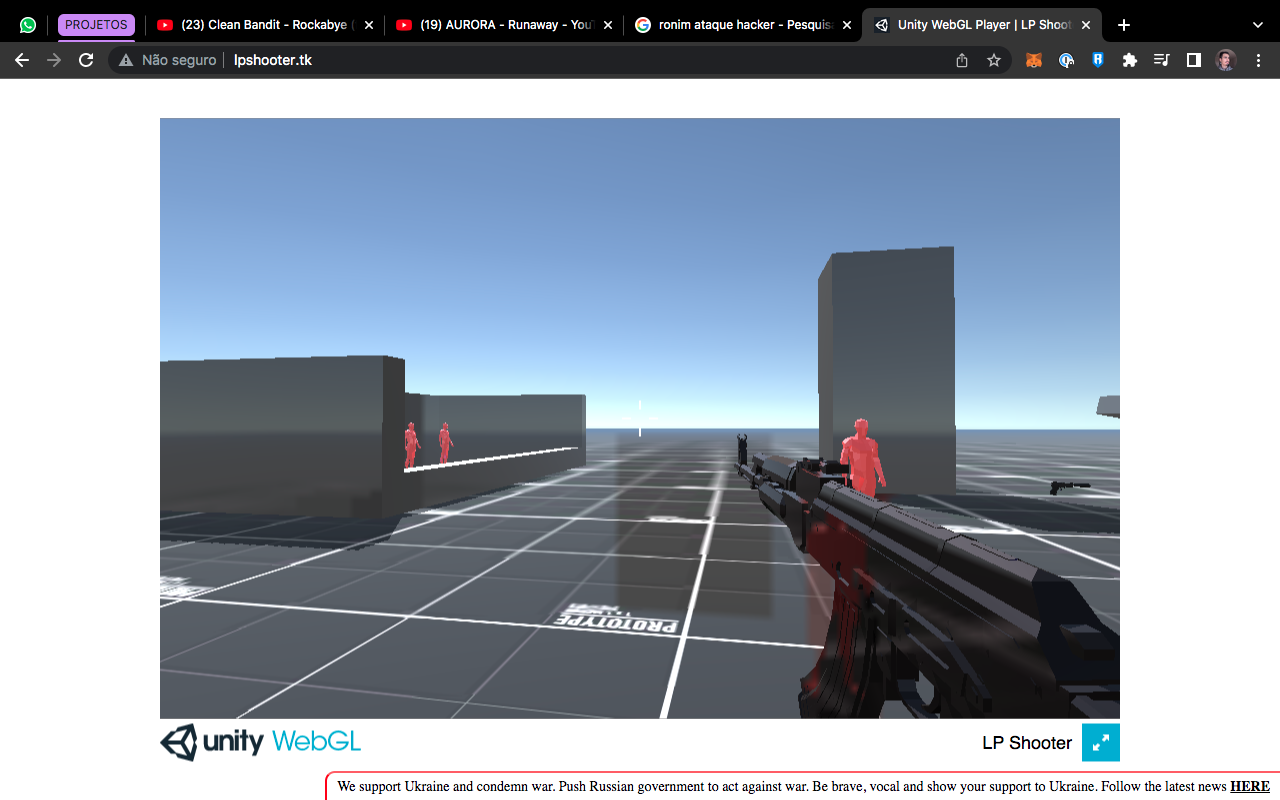 PROJETOS
(23) Clean Bandit - Rockabye (
(19) AURORA - Runaway - You
ronim ataque hacker - Pesquis
Unity WebGL Player | LP Shoot
Não seguro
lpshooter.tk
PROTOTYPE
unity WebGL
LP Shooter
We support Ukraine and condemn war. Push Russian government to act against war. Be brave, vocal and show your support to Ukraine. Follow the latest news HERE